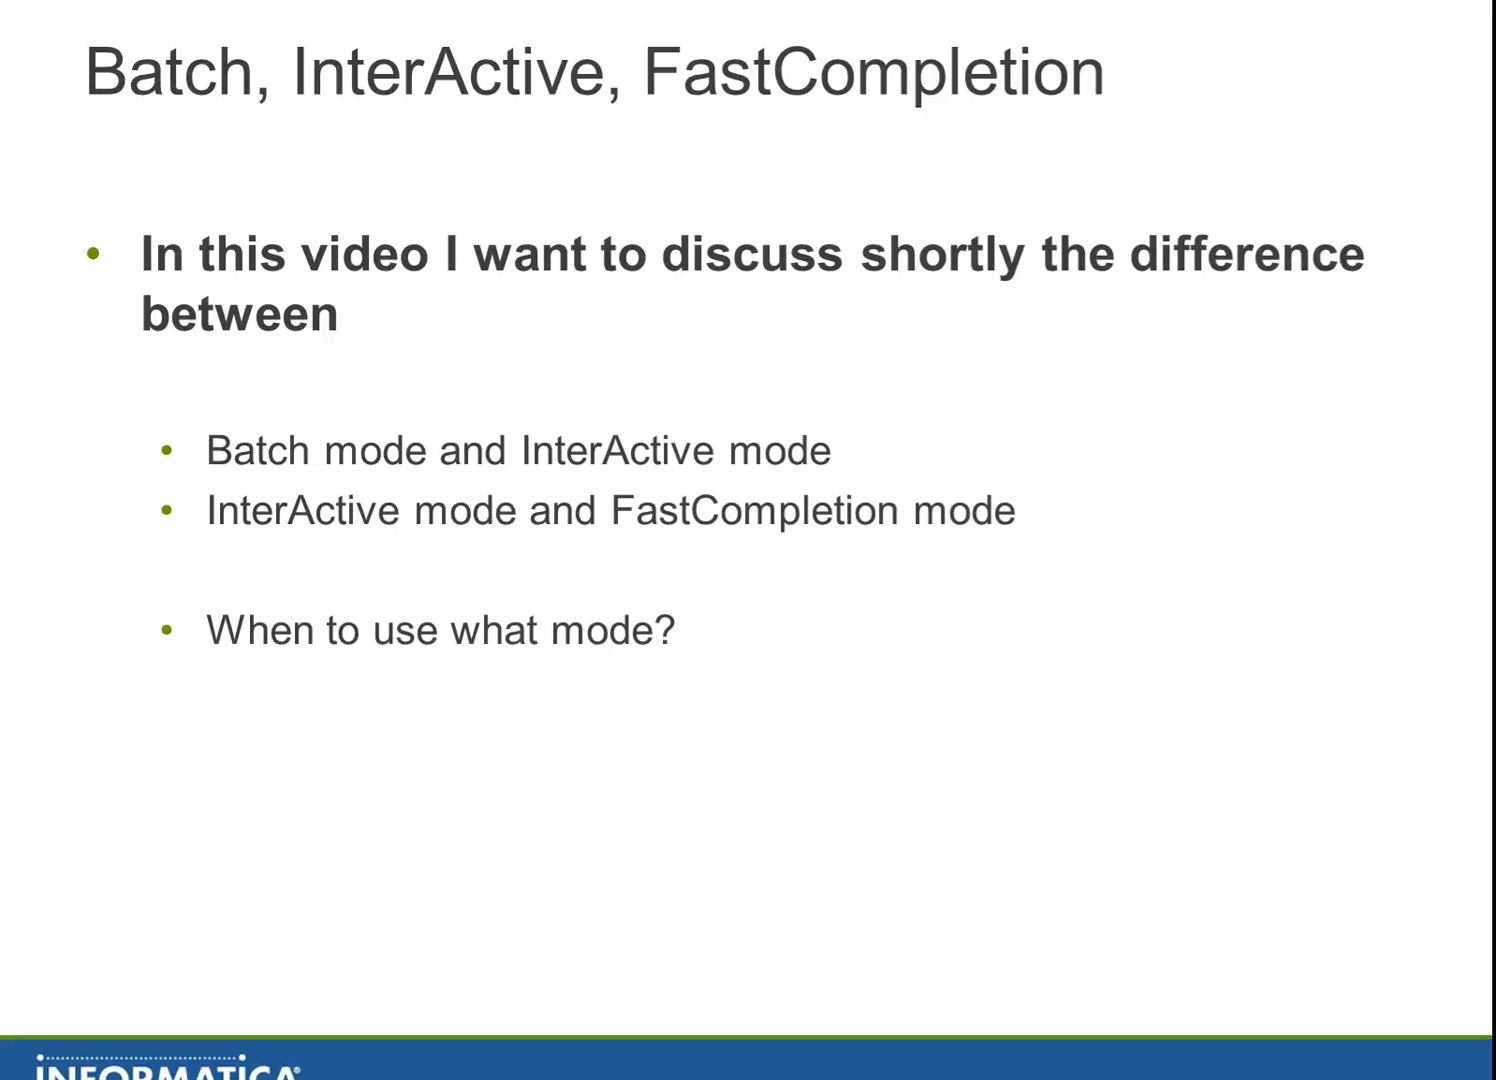 Batch, InterActive, FastCompletion
• In this video I want to discuss shortly the difference
between
• Batch mode and InterActive mode
• InterActive mode and FastCompletion mode
• When to use what mode?
INFORMATICA®